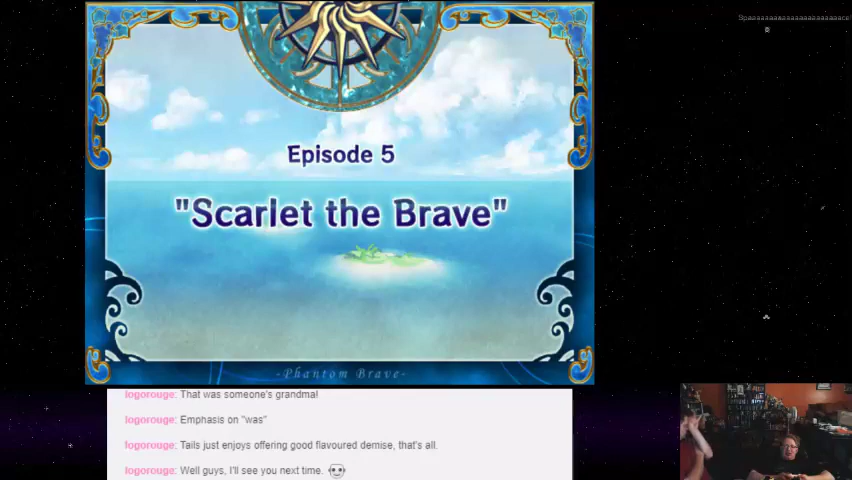 Episode 5
"Scarlet the Brave"
-Phantom Brave-
logorouge: That was someone's grandma!
logorouge: Emphasis on "was"
logorouge: Tails just enjoys offering good flavoured demise, that's all.
logorouge: Well guys, I'll see you next time.